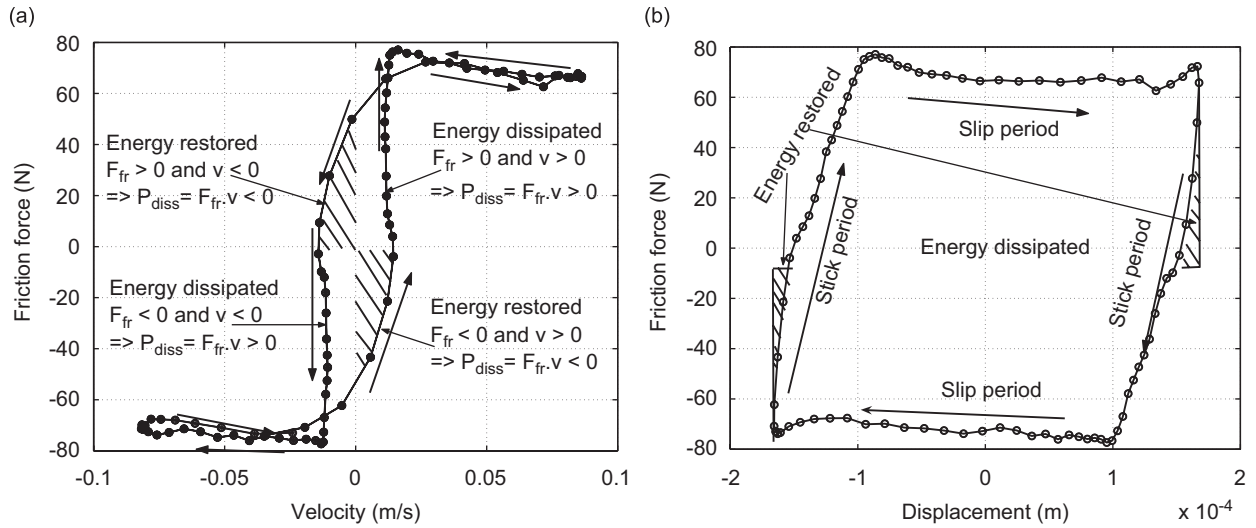 (a)
80
60
40
20
0
-20
-40
-60
-80
Friction force (N)
-0.1
-0.05
0
0.05
0.1
Velocity (m/s)
Energy restored
F_fr > 0 and v < 0
=> P_diss = F_fr.v < 0
Energy dissipated
F_fr > 0 and v > 0
=> P_diss = F_fr.v > 0
Energy dissipated
F_fr < 0 and v < 0
=> P_diss = F_fr.v > 0
Energy restored
F_fr < 0 and v > 0
=> P_diss = F_fr.v < 0
(b)
80
60
40
20
0
-20
-40
-60
-80
Friction force (N)
-2
-1
0
1
2
Displacement (m)
x 10^-4
Energy restored
Slip period
Stick period
Energy dissipated
Stick period
Slip period